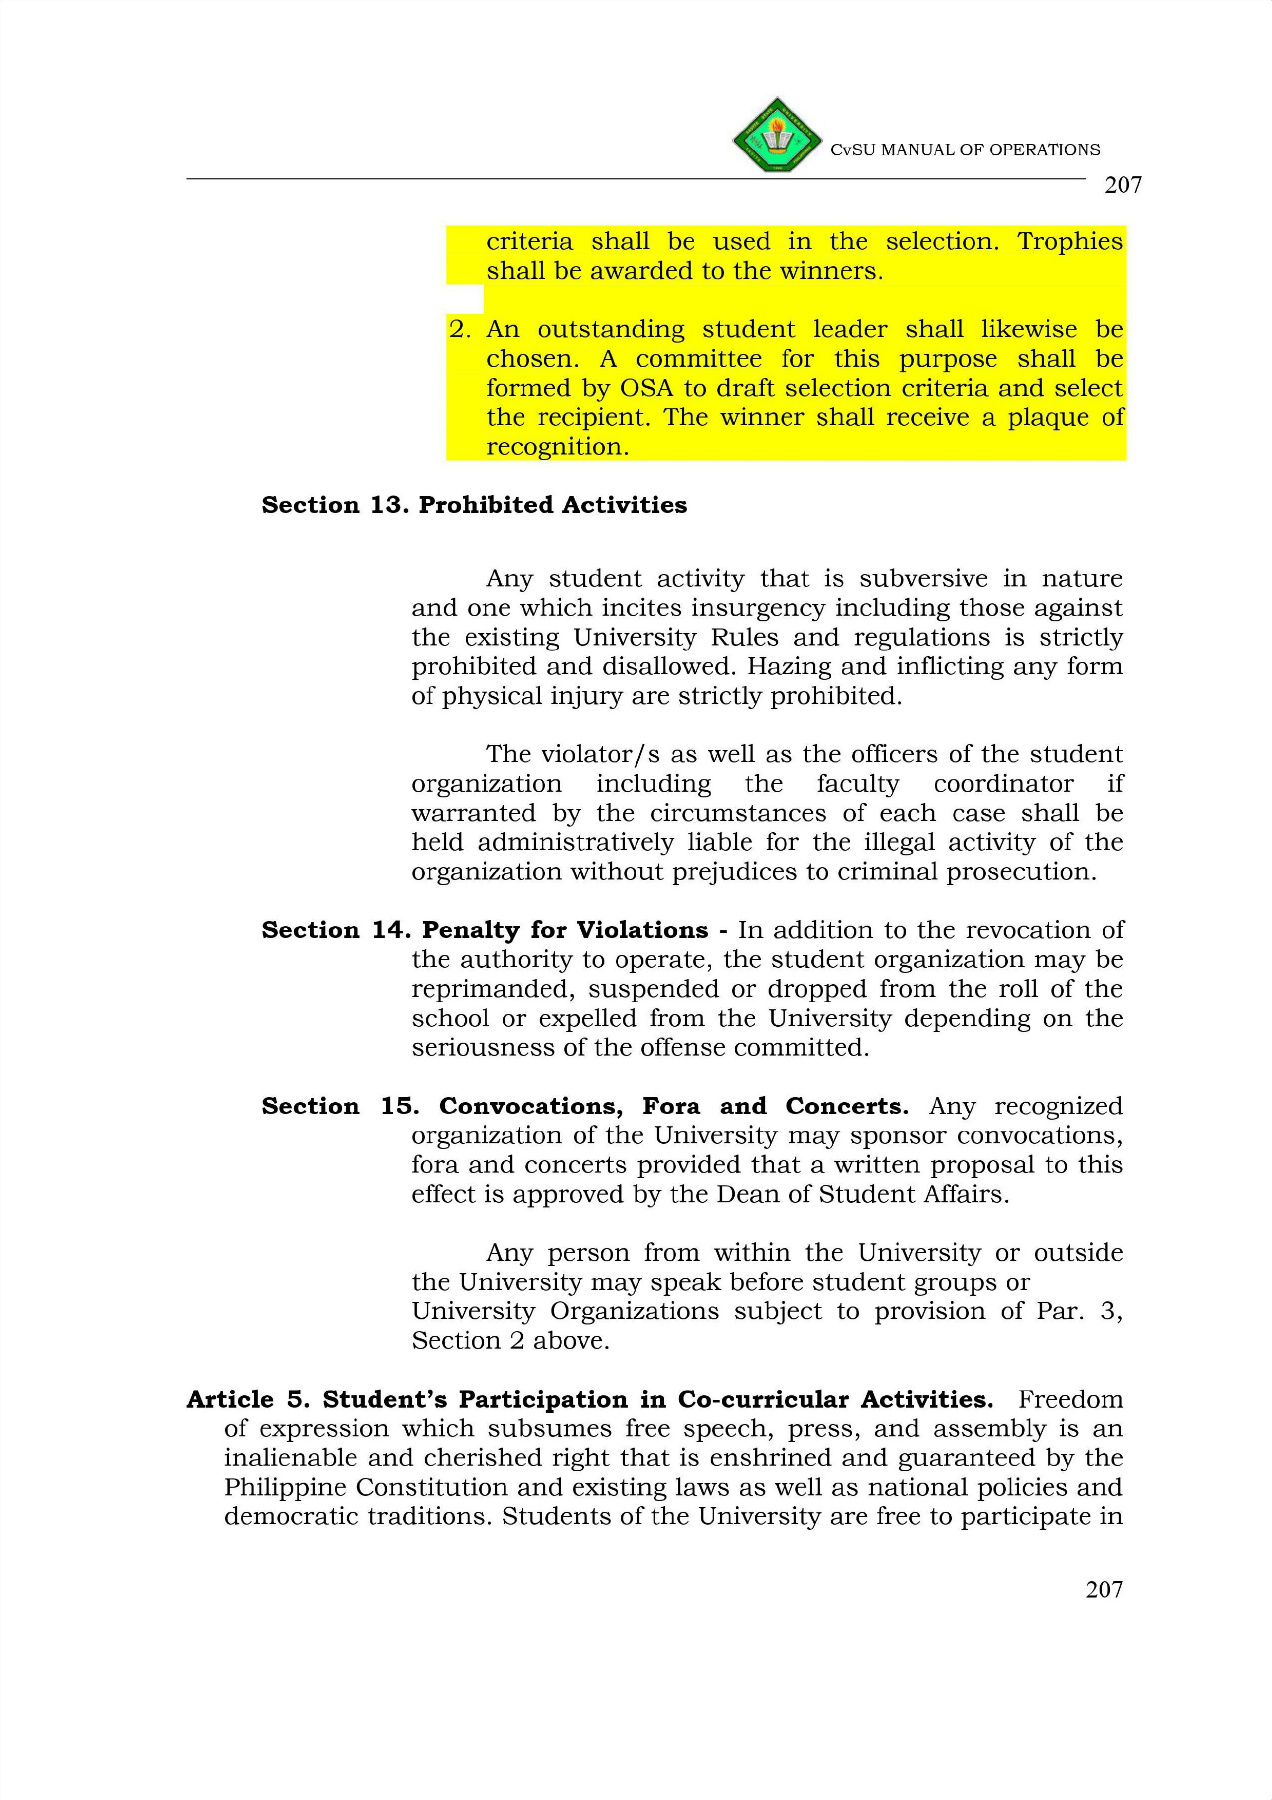 CvSU MANUAL OF OPERATIONS
207
criteria shall be used in the selection. Trophies
shall be awarded to the winners.
2. An outstanding student leader shall likewise be
chosen. A committee for this purpose shall be
formed by OSA to draft selection criteria and select
the recipient. The winner shall receive a plaque of
recognition.
Section 13. Prohibited Activities
Any student activity that is subversive in nature
and one which incites insurgency including those against
the existing University Rules and regulations is strictly
prohibited and disallowed. Hazing and inflicting any form
of physical injury are strictly prohibited.
The violator/s as well as the officers of the student
organization including the faculty coordinator if
warranted by the circumstances of each case shall be
held administratively liable for the illegal activity of the
organization without prejudices to criminal prosecution.
Section 14. Penalty for Violations - In addition to the revocation of
the authority to operate, the student organization may be
reprimanded, suspended or dropped from the roll of the
school or expelled from the University depending on the
seriousness of the offense committed.
Section 15. Convocations, Fora and Concerts. Any recognized
organization of the University may sponsor convocations,
fora and concerts provided that a written proposal to this
effect is approved by the Dean of Student Affairs.
Any person from within the University or outside
the University may speak before student groups or
University Organizations subject to provision of Par. 3,
Section 2 above.
Article 5. Student’s Participation in Co-curricular Activities. Freedom
of expression which subsumes free speech, press, and assembly is an
inalienable and cherished right that is enshrined and guaranteed by the
Philippine Constitution and existing laws as well as national policies and
democratic traditions. Students of the University are free to participate in
207